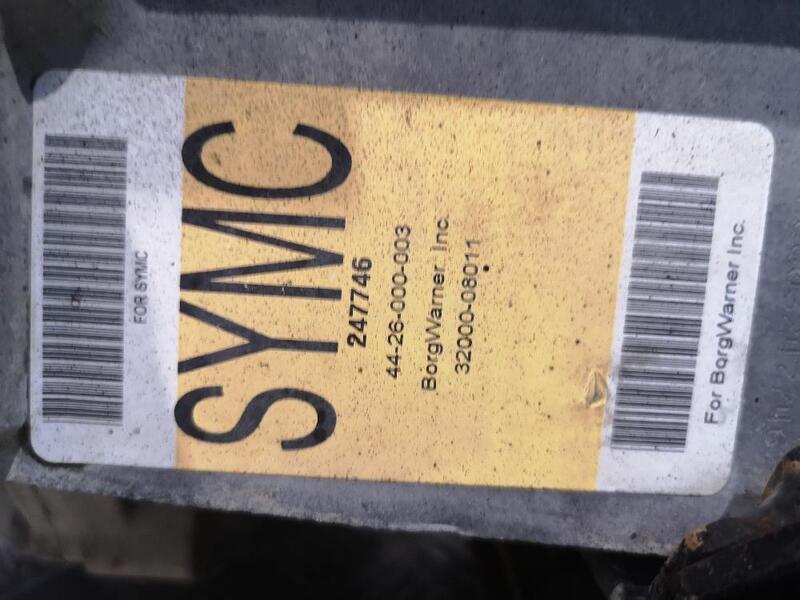 FOR SYMC
SYMC
247746
44-26-000-003
BorgWarner. Inc.
32000-08011
For BorgWarner Inc.